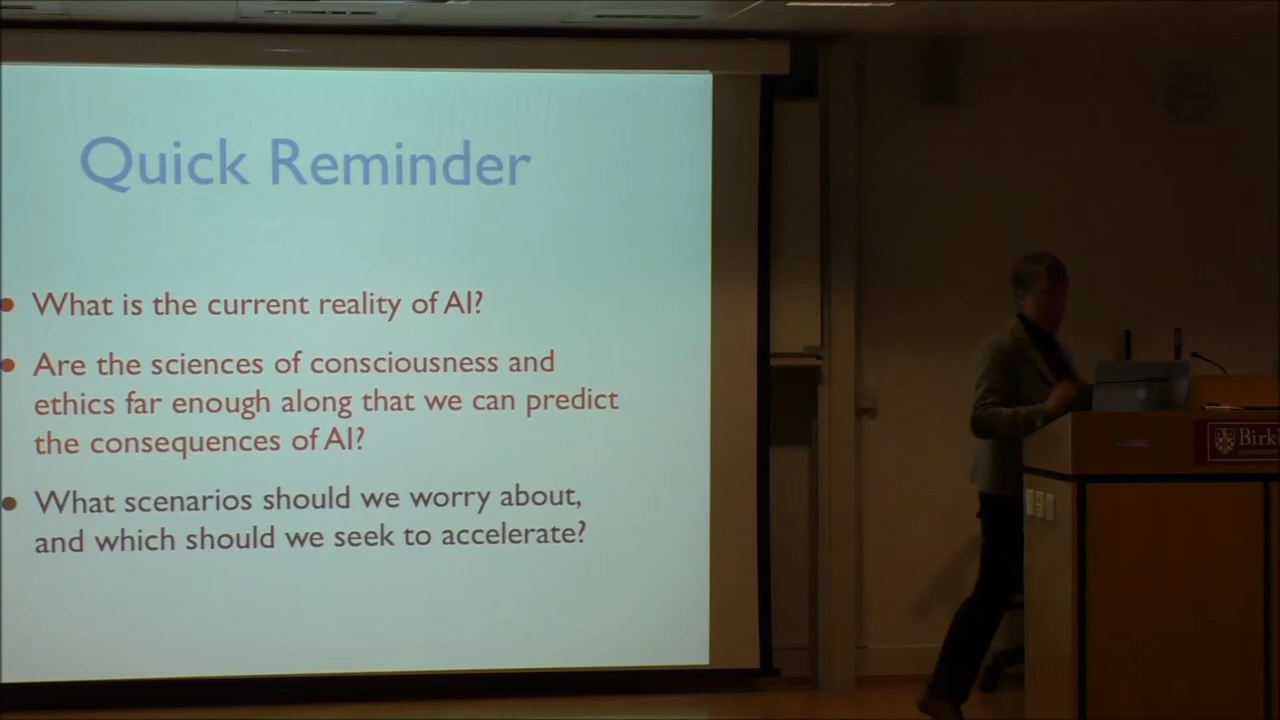 Quick Reminder
What is the current reality of AI?
Are the sciences of consciousness and
ethics far enough along that we can predict
the consequences of AI?
What scenarios should we worry about,
and which should we seek to accelerate?